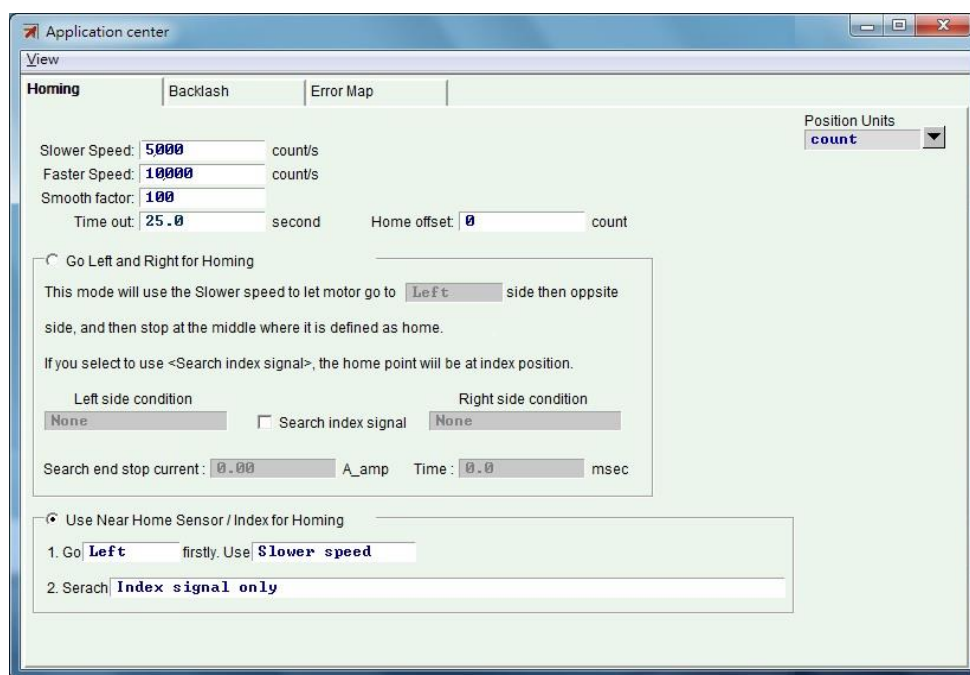 Application center
View
Homing Backlash Error Map
Position Units
count
Slower Speed: 5,000 count/s
Faster Speed: 10,000 count/s
Smooth factor: 100
Time out: 25.0 second Home offset: 0 count
Go Left and Right for Homing
This mode will use the Slower speed to let motor go to Left side then oppsite
side, and then stop at the middle where it is defined as home.
If you select to use <Search index signal>, the home point wiil be at index position.
Left side condition Right side condition
None Search index signal None
Search end stop current : 0.00 A_amp Time : 0.0 msec
Use Near Home Sensor / Index for Homing
1. Go Left firstly. Use Slower speed
2. Serach Index signal only